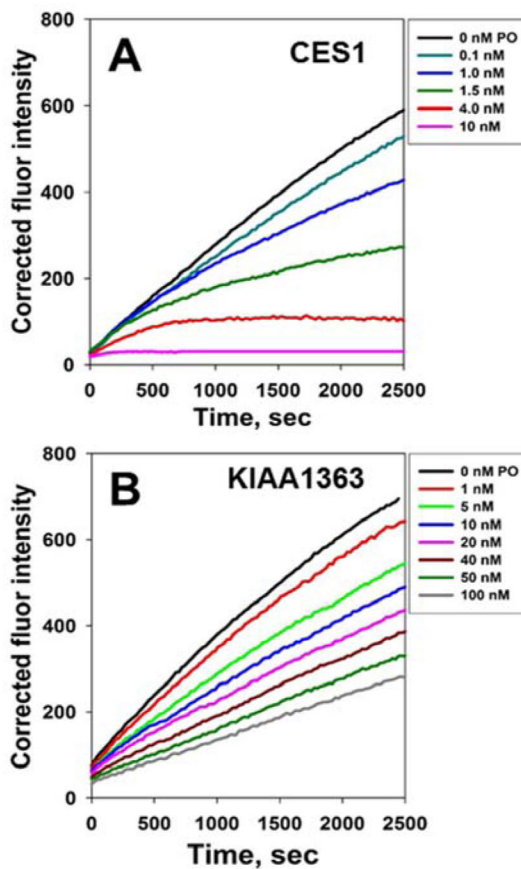 A
CES1
0 nM PO
0.1 nM
1.0 nM
1.5 nM
4.0 nM
10 nM
Corrected fluor intensity
800
600
400
200
0
0 500 1000 1500 2000 2500
Time, sec
B
KIAA1363
0 nM PO
1 nM
5 nM
10 nM
20 nM
40 nM
50 nM
100 nM
Corrected fluor intensity
800
600
400
200
0
0 500 1000 1500 2000 2500
Time, sec